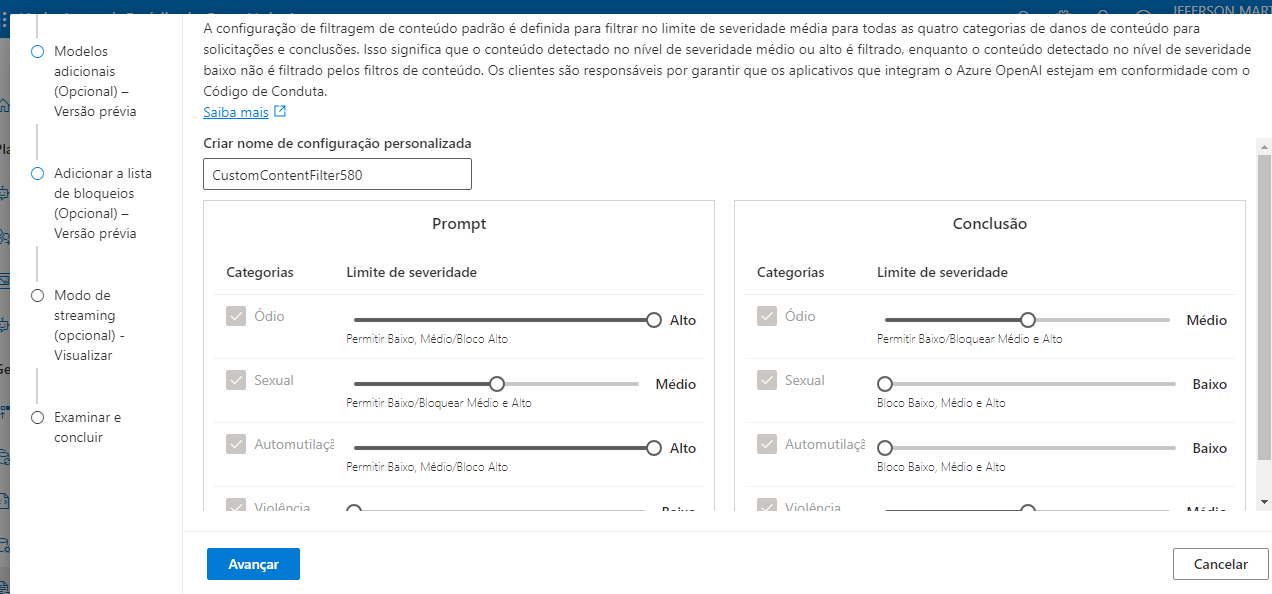 JEFERSON MART
A configuração de filtragem de conteúdo padrão é definida para filtrar no limite de severidade média para todas as quatro categorias de danos de conteúdo para
solicitações e conclusões. Isso significa que o conteúdo detectado no nível de severidade médio ou alto é filtrado, enquanto o conteúdo detectado no nível de severidade
baixo não é filtrado pelos filtros de conteúdo. Os clientes são responsáveis por garantir que os aplicativos que integram o Azure OpenAI estejam em conformidade com o
Código de Conduta.
Saiba mais
Modelos
adicionais
(Opcional) –
Versão prévia
Adicionar a lista
de bloqueios
(Opcional) –
Versão prévia
Modo de
streaming
(opcional) -
Visualizar
Examinar e
concluir
Criar nome de configuração personalizada
CustomContentFilter580
Prompt
Categorias Limite de severidade
Ódio Alto
Permitir Baixo, Médio/Bloco Alto
Sexual Médio
Permitir Baixo/Bloquear Médio e Alto
Automutilaçã Alto
Permitir Baixo, Médio/Bloco Alto
Violência Baixo
Conclusão
Categorias Limite de severidade
Ódio Médio
Permitir Baixo/Bloquear Médio e Alto
Sexual Baixo
Bloco Baixo, Médio e Alto
Automutilaçã Baixo
Bloco Baixo, Médio e Alto
Violência Médio
Avançar
Cancelar